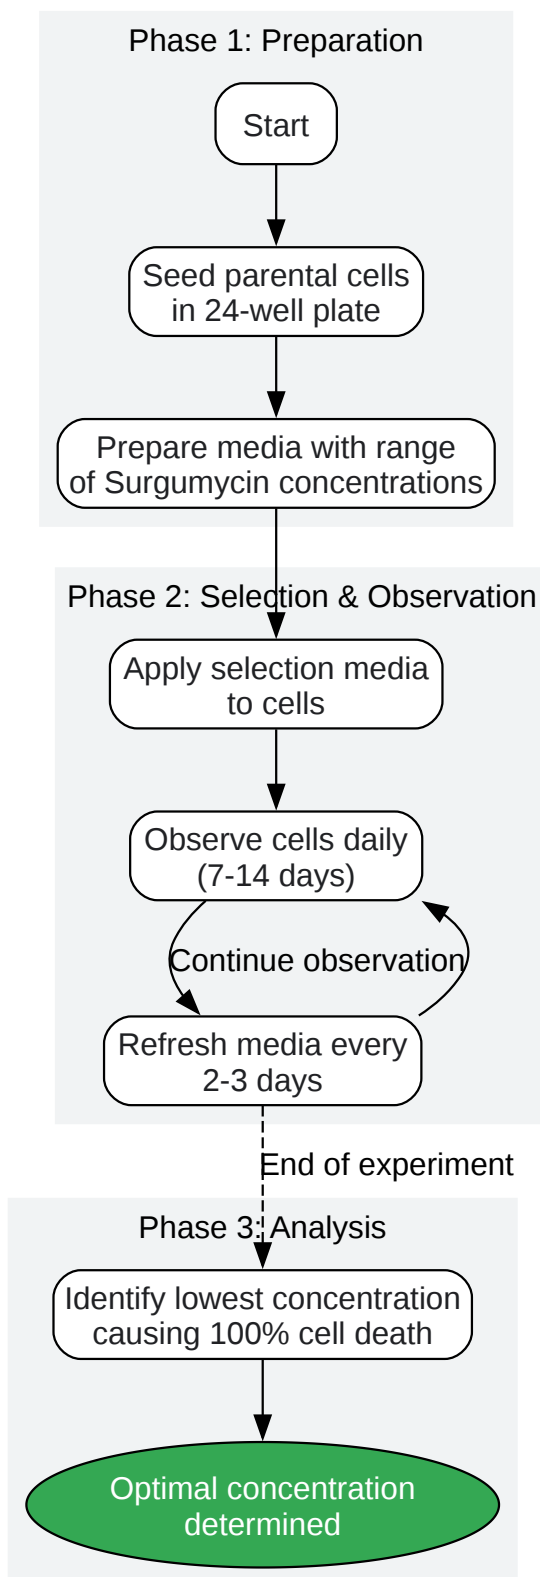 Phase 1: Preparation
Start
Seed parental cells
in 24-well plate
Prepare media with range
of Surgumycin concentrations
Phase 2: Selection & Observation
Apply selection media
to cells
Observe cells daily
(7-14 days)
Continue observation
Refresh media every
2-3 days
End of experiment
Phase 3: Analysis
Identify lowest concentration
causing 100% cell death
Optimal concentration
determined